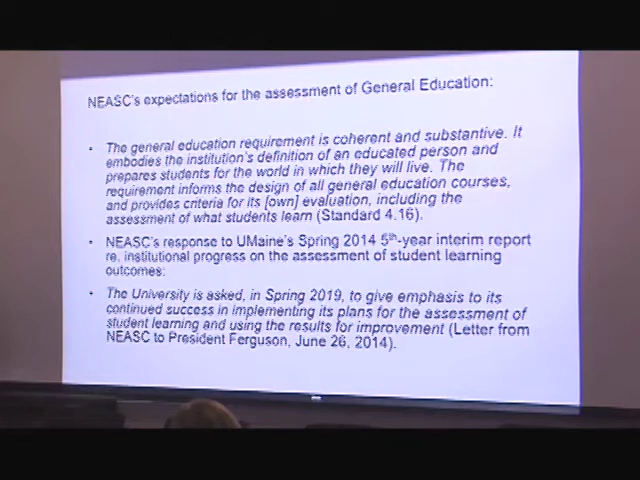 NEASC's expectations for the assessment of General Education:
• The general education requirement is coherent and substantive. It
embodies the institution's definition of an educated person and
prepares students for the world in which they will live. The
requirement informs the design of all general education courses,
and provides criteria for its [own] evaluation, including the
assessment of what students learn (Standard 4.16).
• NEASC's response to UMaine's Spring 2014 5th-year interim report
re. institutional progress on the assessment of student learning
outcomes:
• The University is asked, in Spring 2019, to give emphasis to its
continued success in implementing its plans for the assessment of
student learning and using the results for improvement (Letter from
NEASC to President Ferguson, June 26, 2014).